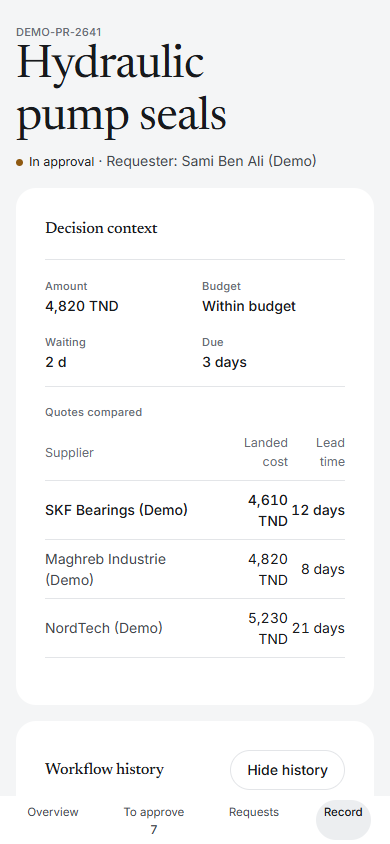 DEMO-PR-2641
Hydraulic
pump seals
In approval · Requester: Sami Ben Ali (Demo)
Decision context
Amount Budget
4,820 TND Within budget
Waiting Due
2 d 3 days
Quotes compared
Supplier Landed cost Lead time
SKF Bearings (Demo) 4,610 TND 12 days
Maghreb Industrie (Demo) 4,820 TND 8 days
NordTech (Demo) 5,230 TND 21 days
Workflow history Hide history
Overview To approve 7 Requests Record